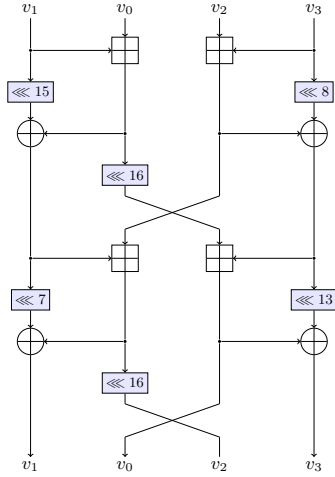 v₁ v₀ v₂ v₃
⋘ 15 ⋘ 8
⋘ 16
⋘ 7 ⋘ 13
⋘ 16
v₁ v₀ v₂ v₃